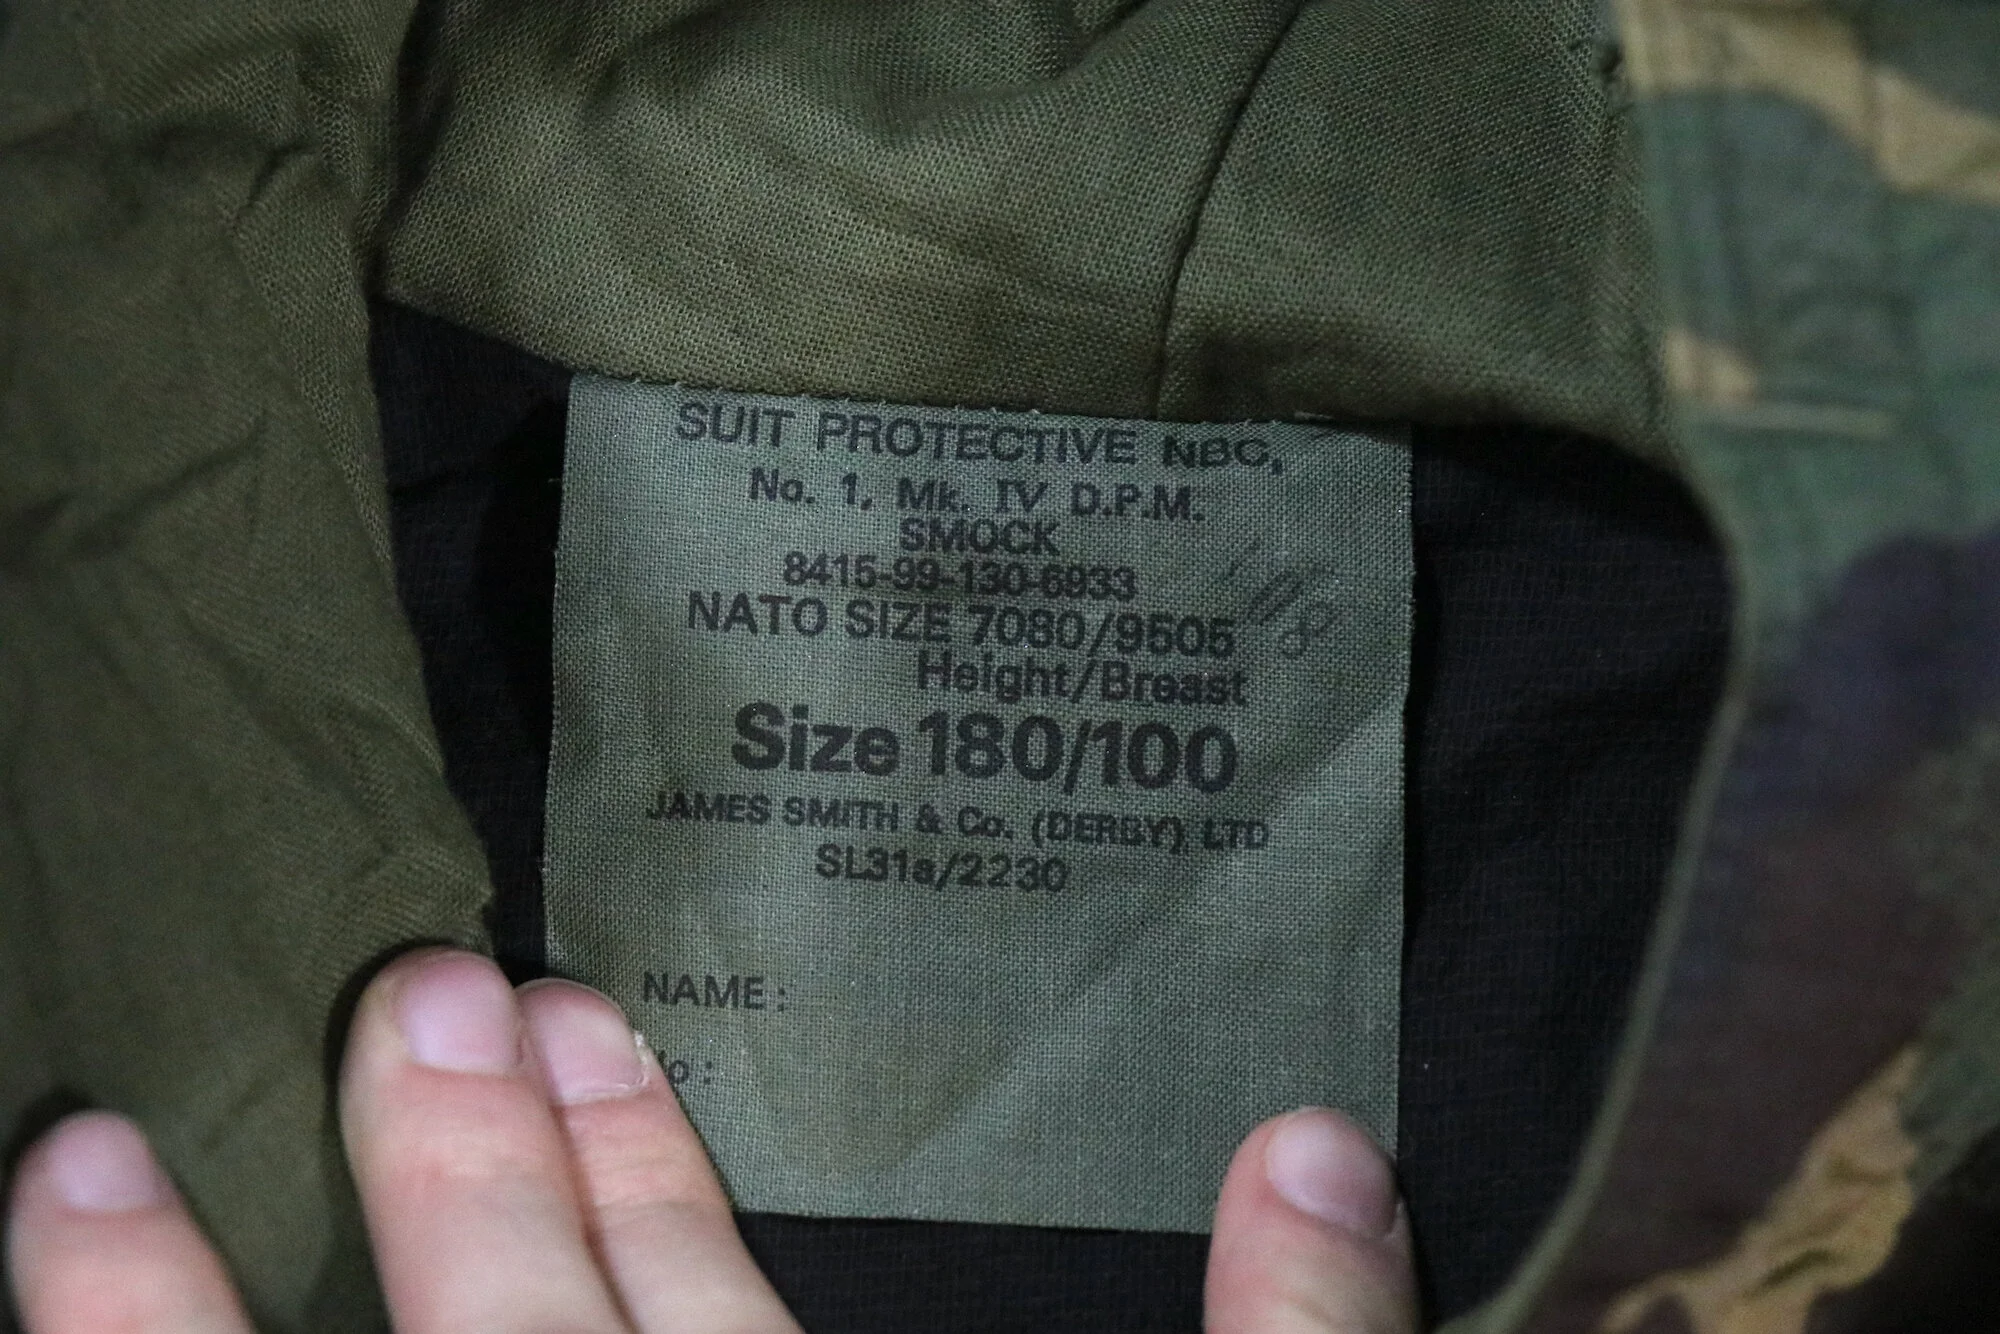 SUIT PROTECTIVE NBC,
No. 1, Mk. IV D.P.M.
SMOCK
8415-99-130-6933
NATO SIZE 7080/9505
Height/Breast
Size 180/100
JAMES SMITH & Co. (DERBY) LTD
SL31a/2230
NAME: